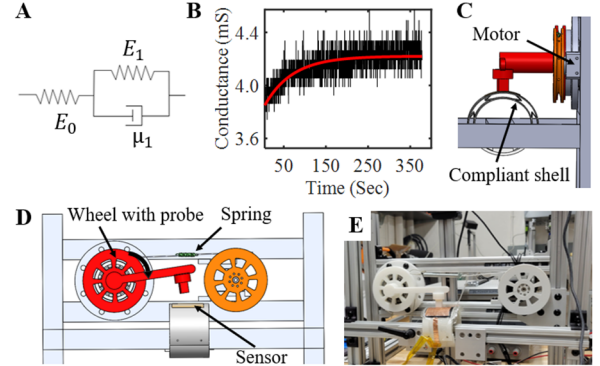 A
E₀
E₁
μ₁
B
Conductance (mS)
4.4
4.0
3.6
50
150
250
350
Time (Sec)
C
Motor
Compliant shell
D
Wheel with probe
Spring
Sensor
E